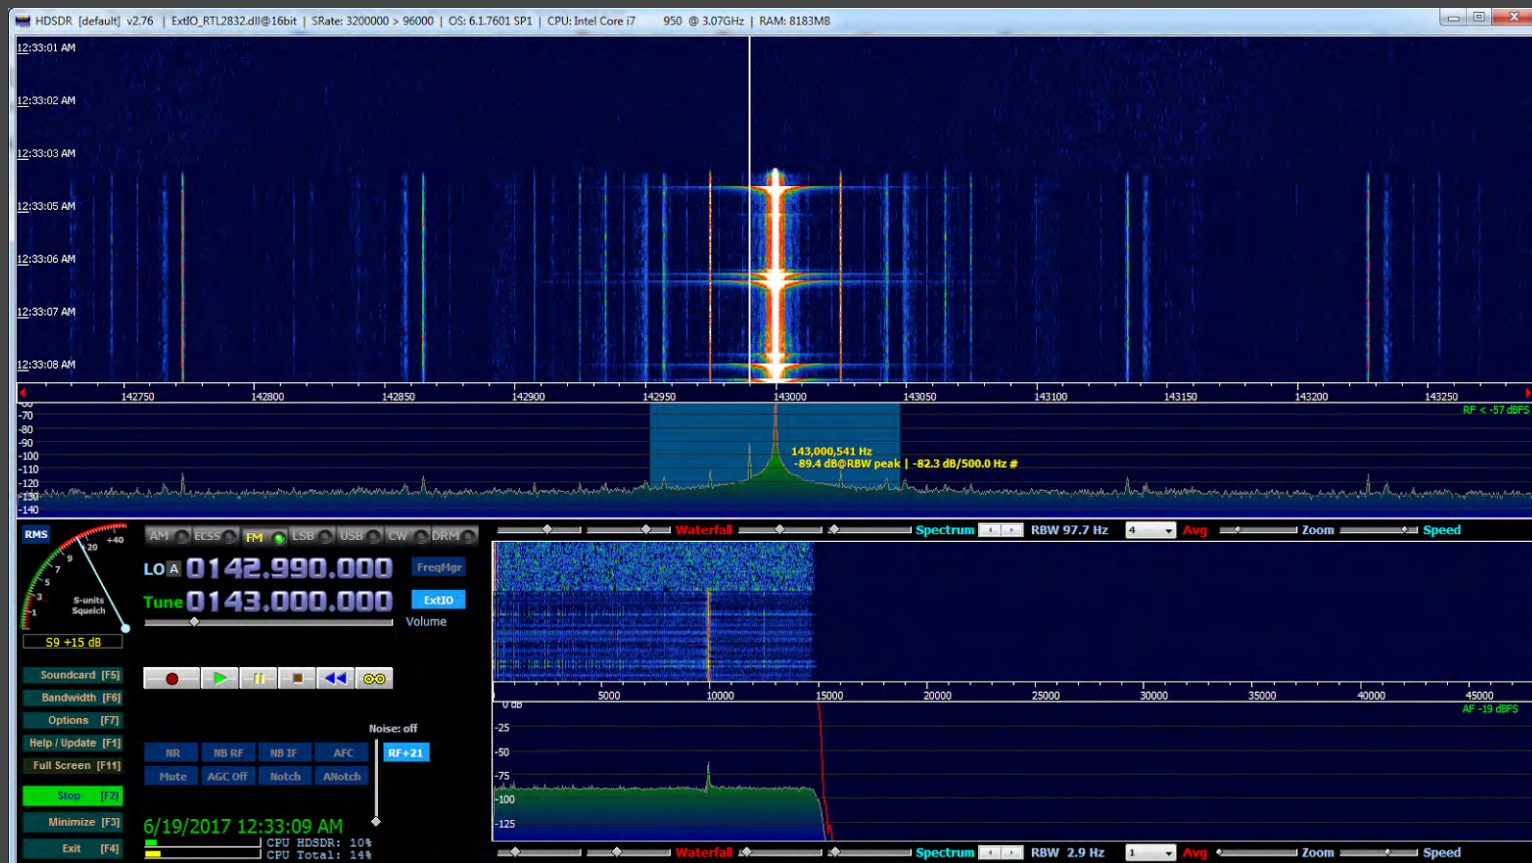 HDSDR [default] v2.76 | ExtIO_RTL2832.dll@16bit | SRate: 3200000 > 96000 | OS: 6.1.7601 SP1 | CPU: Intel Core i7 950 @ 3.07GHz | RAM: 8183MB
12:33:01 AM
12:33:02 AM
12:33:03 AM
12:33:05 AM
12:33:06 AM
12:33:07 AM
12:33:08 AM
142750 142800 142850 142900 142950 143000 143050 143100 143150 143200 143250
-60
-70
-80
-90
-100
-110
-120
-130
-140
RF < -57 dBFS
143,000,541 Hz
-89.4 dB@RBW peak | -82.3 dB/500.0 Hz #
Waterfall Spectrum RBW 97.7 Hz 4 Avg Zoom Speed
RMS
+40
20
9
7
5
3
1
S-units
Squelch
S9 +15 dB
AM ECSS FM LSB USB CW DRM
LO A 0142.990.000 FreqMgr
Tune 0143.000.000 ExtIO
Volume
Soundcard [F5]
Bandwidth [F6]
Options [F7]
Help / Update [F1]
Full Screen [F11]
Stop [F2]
Minimize [F3]
Exit [F4]
Noise: off
NR NB RF NB IF AFC RF+21
Mute AGC Off Notch ANotch
6/19/2017 12:33:09 AM
CPU HDSDR: 10%
CPU Total: 14%
5000 10000 15000 20000 25000 30000 35000 40000 45000
0 dB
-25
-50
-75
-100
-125
AF -19 dBFS
Waterfall Spectrum RBW 2.9 Hz 1 Avg Zoom Speed